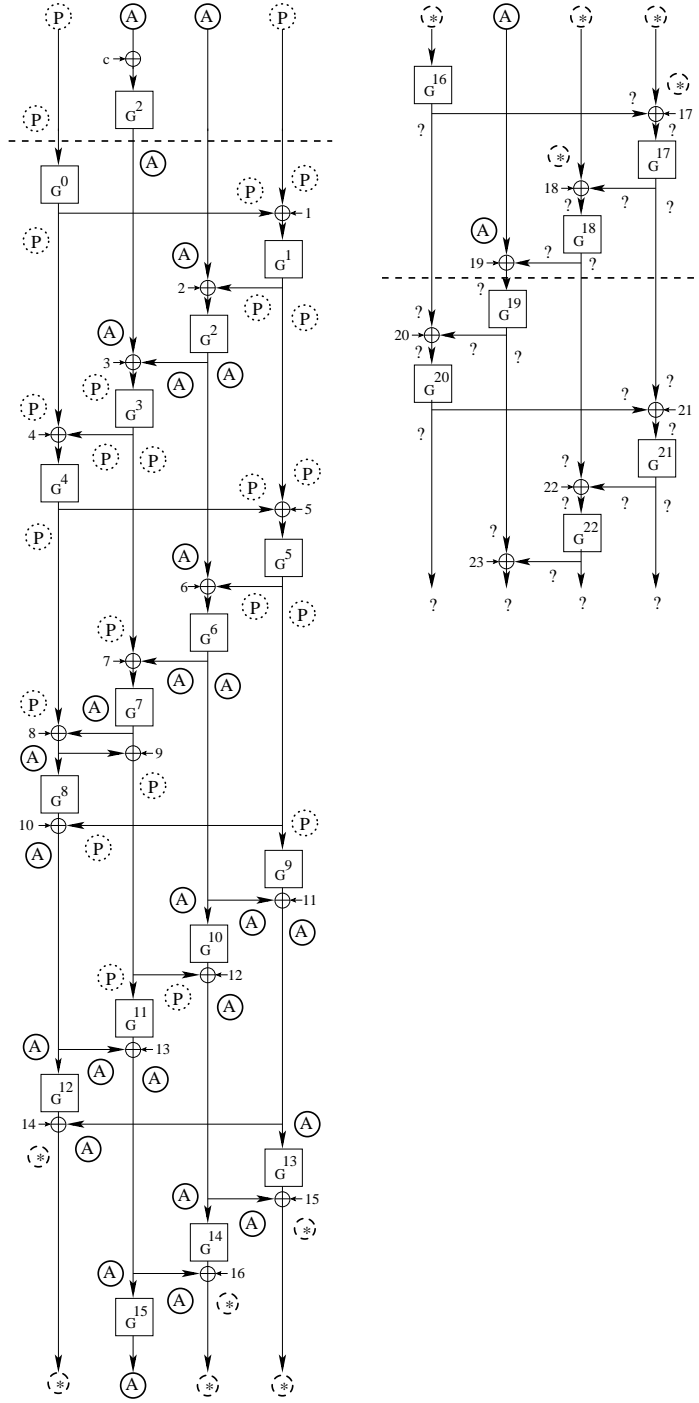 P A A P
c
G2
P
A
G0
P P
1
P
G1
A
2
P P
G2
A
3
A A
P
G3
P
4
P P
G4
P P
5
P
G5
A
6
P P
G6
P
7
A A
G7
P A
8
9
A
P
G8
P
10
P
A
G9
A
11
A A
G10
P
12
P A
G11
A
13
A A
G12
A
14
A
*
G13
A
15
A
*
G14
A
16
A
*
G15
* A * *
* A * *
G16
*
? ?
17
?
G17
*
18
? ? ?
G18
A
19
? ?
?
G19
?
20
? ? ?
G20
? ?
21
? ?
G21
?
22
? ? ?
G22
?
23
?
? ? ? ?